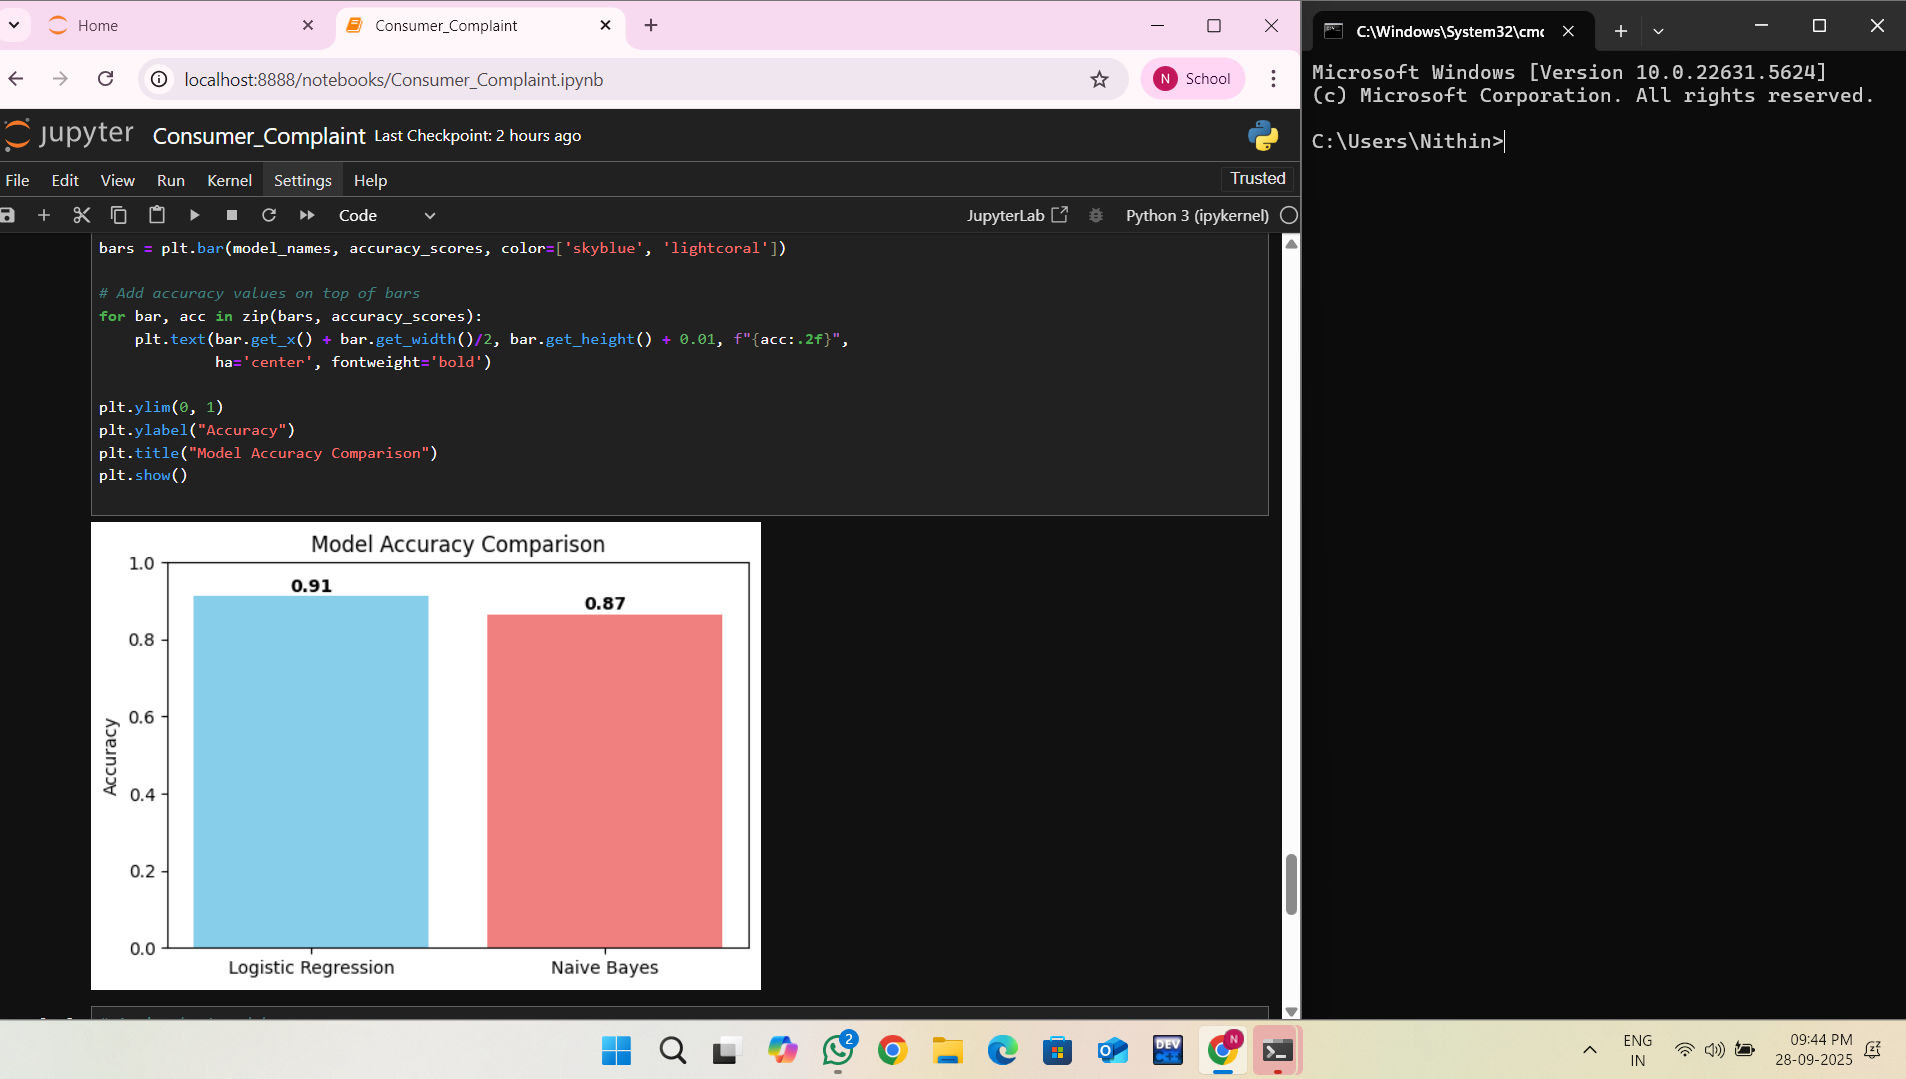 Home
Consumer_Complaint
localhost:8888/notebooks/Consumer_Complaint.ipynb
N School
jupyter Consumer_Complaint Last Checkpoint: 2 hours ago
File Edit View Run Kernel Settings Help
Trusted
Code
JupyterLab
Python 3 (ipykernel)
bars = plt.bar(model_names, accuracy_scores, color=['skyblue', 'lightcoral'])
# Add accuracy values on top of bars
for bar, acc in zip(bars, accuracy_scores):
    plt.text(bar.get_x() + bar.get_width()/2, bar.get_height() + 0.01, f"{acc:.2f}",
             ha='center', fontweight='bold')
plt.ylim(0, 1)
plt.ylabel("Accuracy")
plt.title("Model Accuracy Comparison")
plt.show()
Model Accuracy Comparison
1.0
0.91
0.87
0.8
0.6
Accuracy
0.4
0.2
0.0
Logistic Regression
Naive Bayes
C:\Windows\System32\cm
Microsoft Windows [Version 10.0.22631.5624]
(c) Microsoft Corporation. All rights reserved.
C:\Users\Nithin>
2
DEV
C++
N
ENG
IN
09:44 PM
28-09-2025